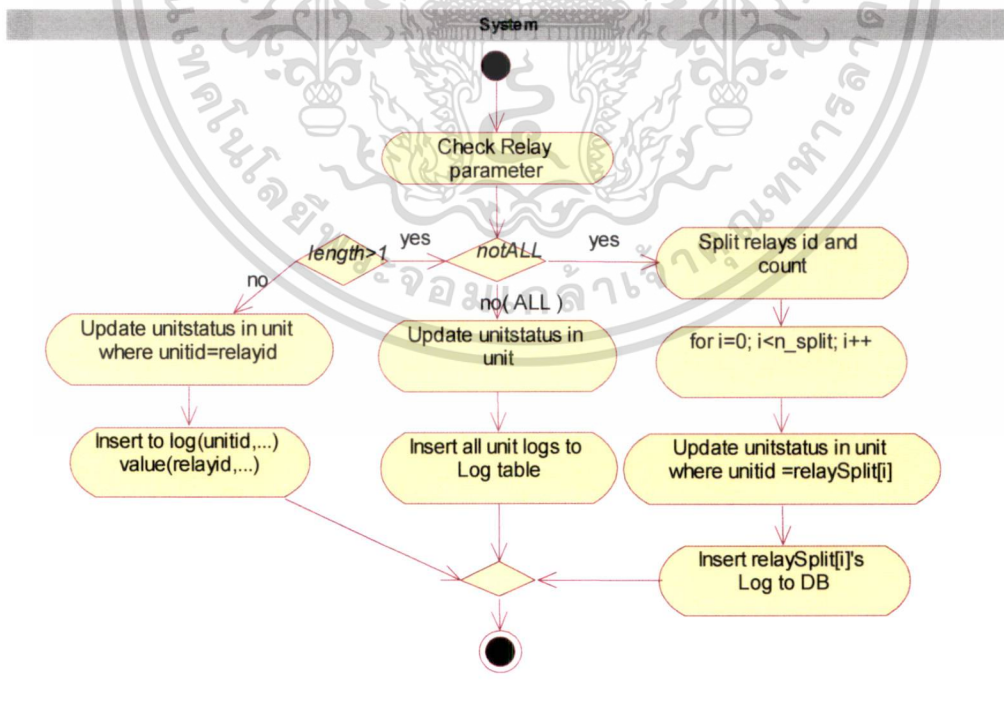 System
Check Relay
parameter
length>1
yes
notALL
yes
Split relays id and
count
no
no( ALL )
Update unitstatus in unit
where unitid=relayid
Update unitstatus in
unit
for i=0; i<n_split; i++
Insert to log(unitid,...)
value(relayid,...)
Insert all unit logs to
Log table
Update unitstatus in unit
where unitid =relaySplit[i]
Insert relaySplit[i]'s
Log to DB